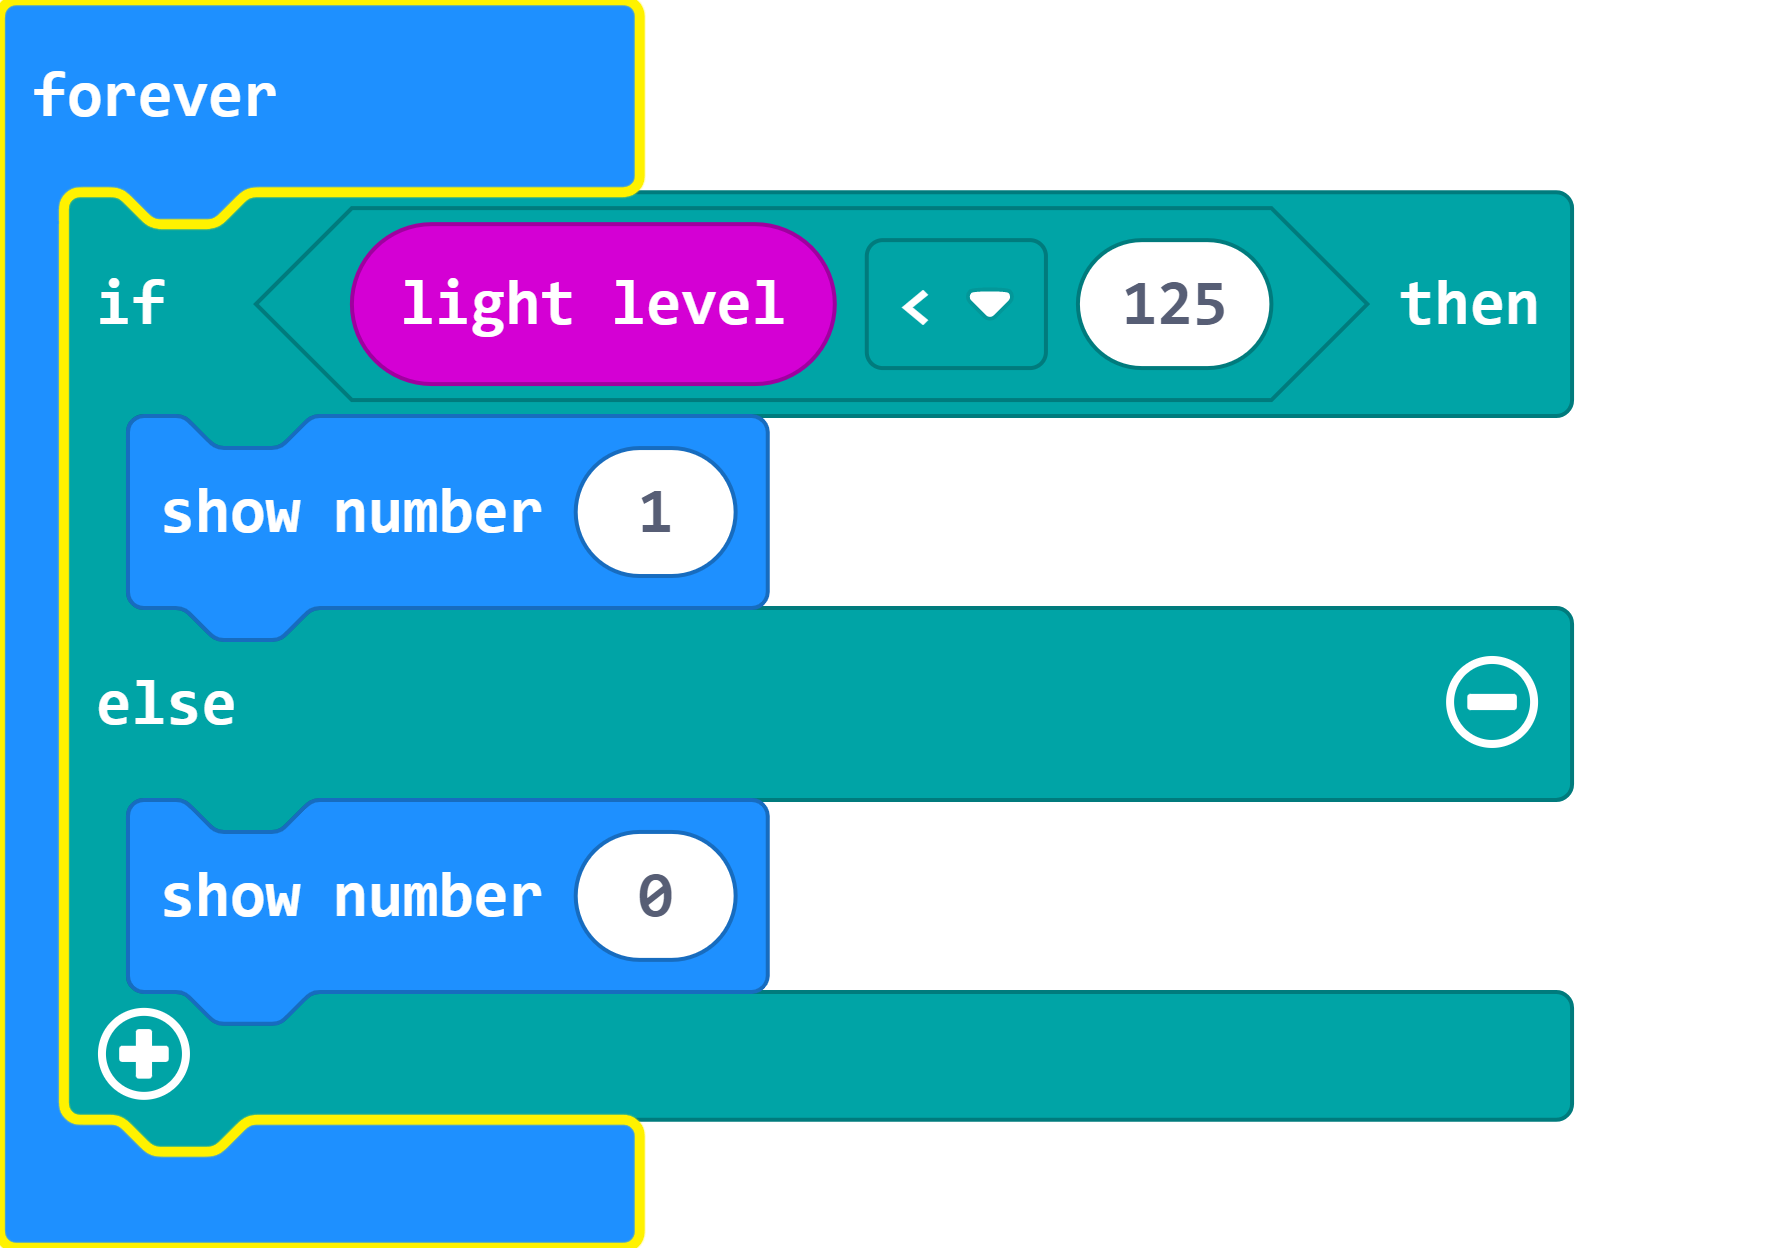 forever
if light level < 125 then
show number 1
else
show number 0